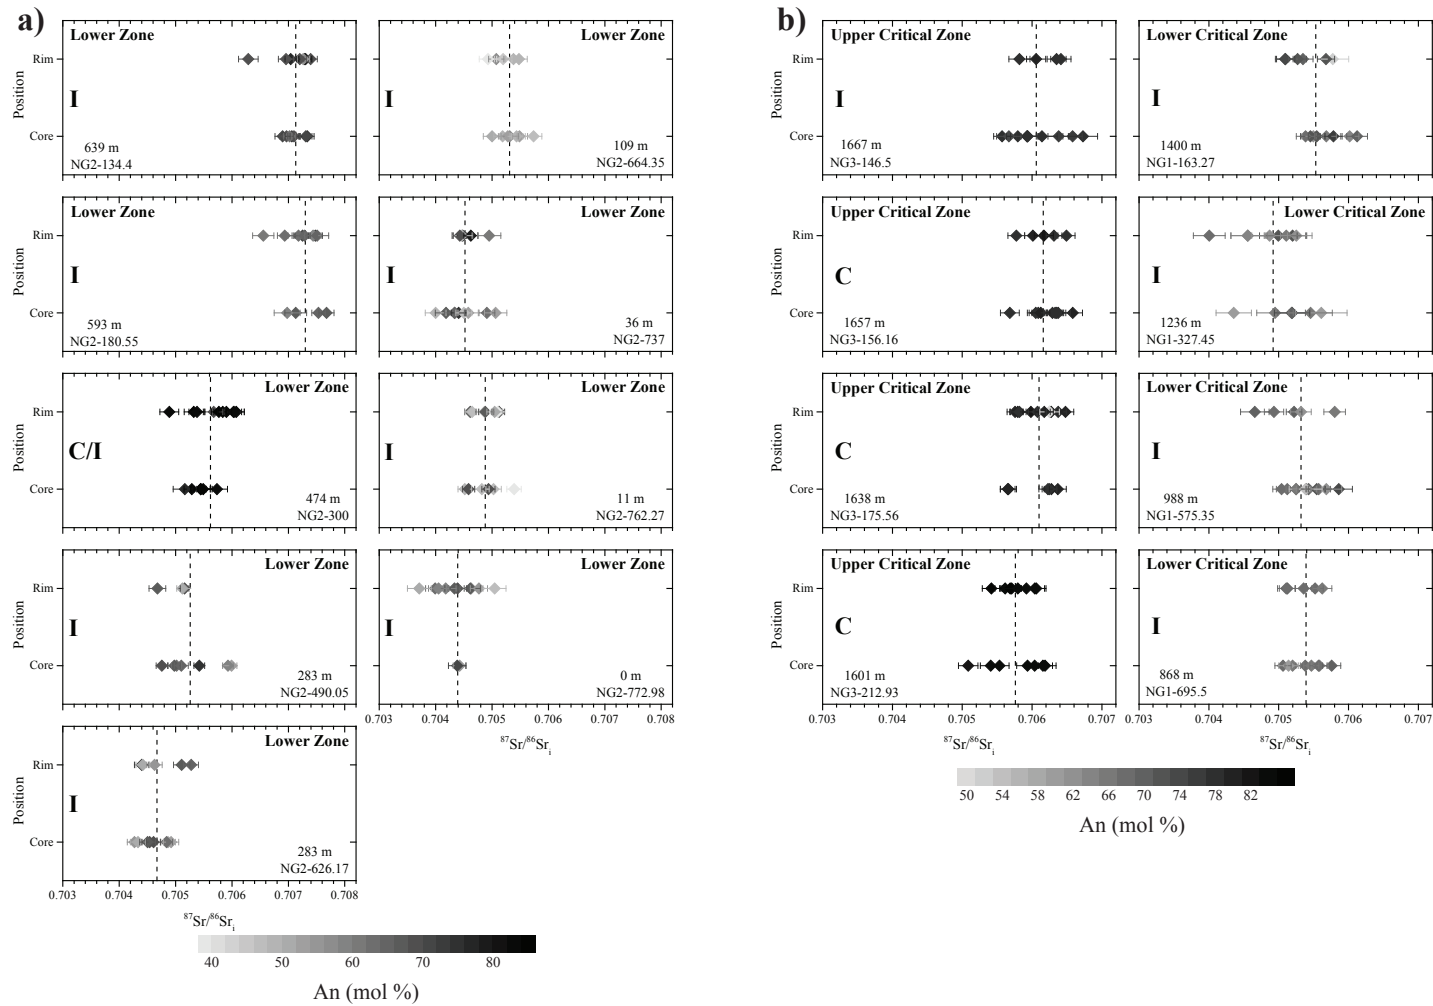 a)
Lower Zone
Rim
Position
I
Core
639 m
NG2-134.4
Lower Zone
I
109 m
NG2-664.35
Lower Zone
Rim
Position
I
Core
593 m
NG2-180.55
Lower Zone
I
36 m
NG2-737
Lower Zone
Rim
Position
C/I
Core
474 m
NG2-300
Lower Zone
I
11 m
NG2-762.27
Lower Zone
Rim
Position
I
Core
283 m
NG2-490.05
Lower Zone
I
0 m
NG2-772.98
0.703 0.704 0.705 0.706 0.707 0.708
⁸⁷Sr/⁸⁶Srᵢ
Lower Zone
Rim
Position
I
Core
283 m
NG2-626.17
0.703 0.704 0.705 0.706 0.707 0.708
⁸⁷Sr/⁸⁶Srᵢ
40 50 60 70 80
An (mol %)
b)
Upper Critical Zone
Rim
Position
I
Core
1667 m
NG3-146.5
Lower Critical Zone
I
1400 m
NG1-163.27
Upper Critical Zone
Rim
Position
C
Core
1657 m
NG3-156.16
Lower Critical Zone
I
1236 m
NG1-327.45
Upper Critical Zone
Rim
Position
C
Core
1638 m
NG3-175.56
Lower Critical Zone
I
988 m
NG1-575.35
Upper Critical Zone
Rim
Position
C
Core
1601 m
NG3-212.93
Lower Critical Zone
I
868 m
NG1-695.5
0.703 0.704 0.705 0.706 0.707
0.703 0.704 0.705 0.706 0.707
⁸⁷Sr/⁸⁶Srᵢ
⁸⁷Sr/⁸⁶Srᵢ
50 54 58 62 66 70 74 78 82
An (mol %)